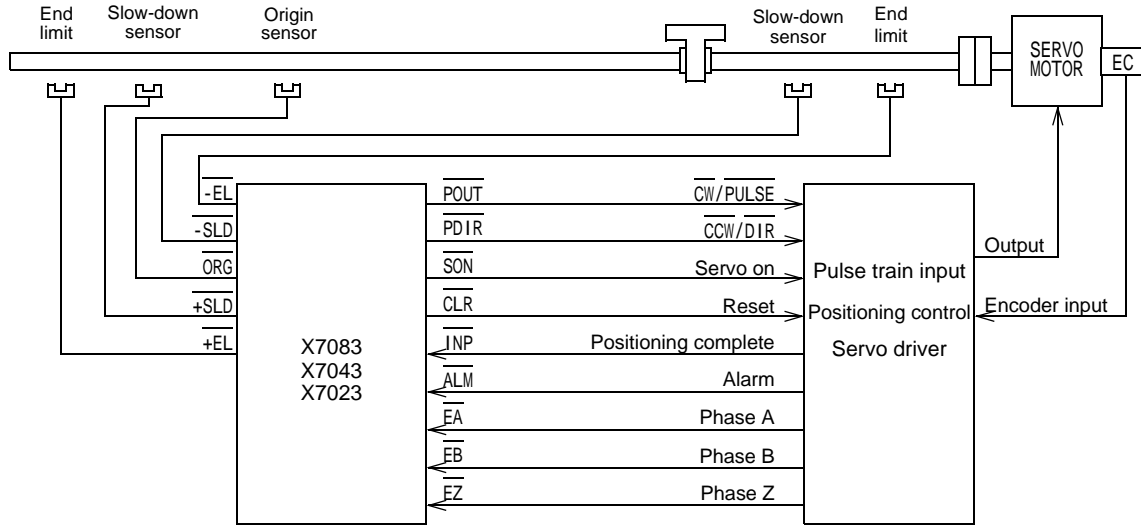 End
limit
Slow-down
sensor
Origin
sensor
Slow-down
sensor
End
limit
SERVO
MOTOR
EC
-EL
-SLD
ORG
+SLD
+EL
X7083
X7043
X7023
POUT
PDIR
SON
CLR
INP
ALM
EA
EB
EZ
CW/PULSE
CCW/DIR
Servo on
Reset
Positioning complete
Alarm
Phase A
Phase B
Phase Z
Pulse train input
Positioning control
Servo driver
Output
Encoder input